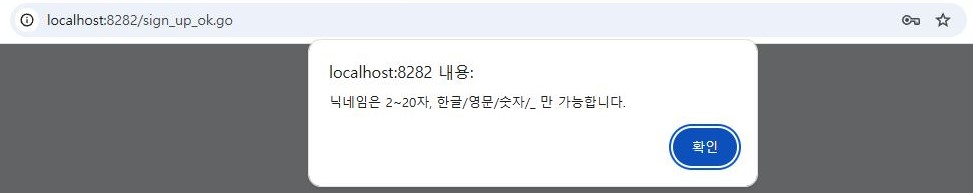 localhost:8282/sign_up_ok.go
localhost:8282 내용:
닉네임은 2~20자, 한글/영문/숫자/_ 만 가능합니다.
확인